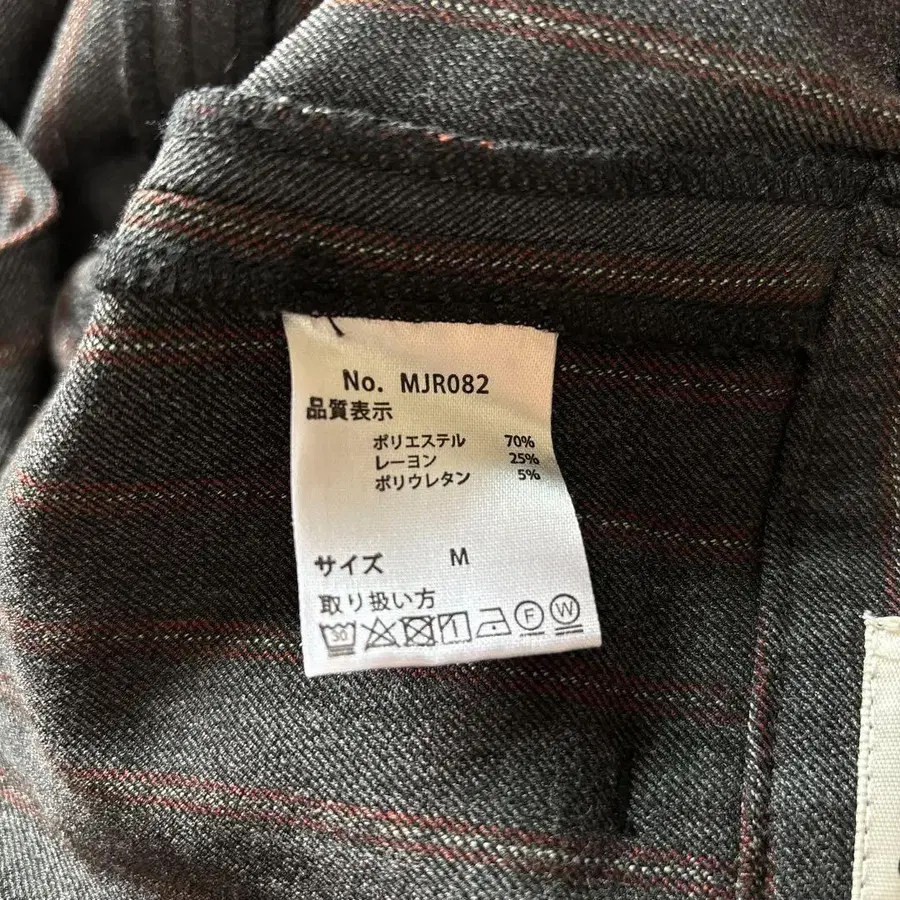 No. MJR082
品質表示
ポリエステル 70%
レーヨン 25%
ポリウレタン 5%
サイズ M
取り扱い方
30 F W